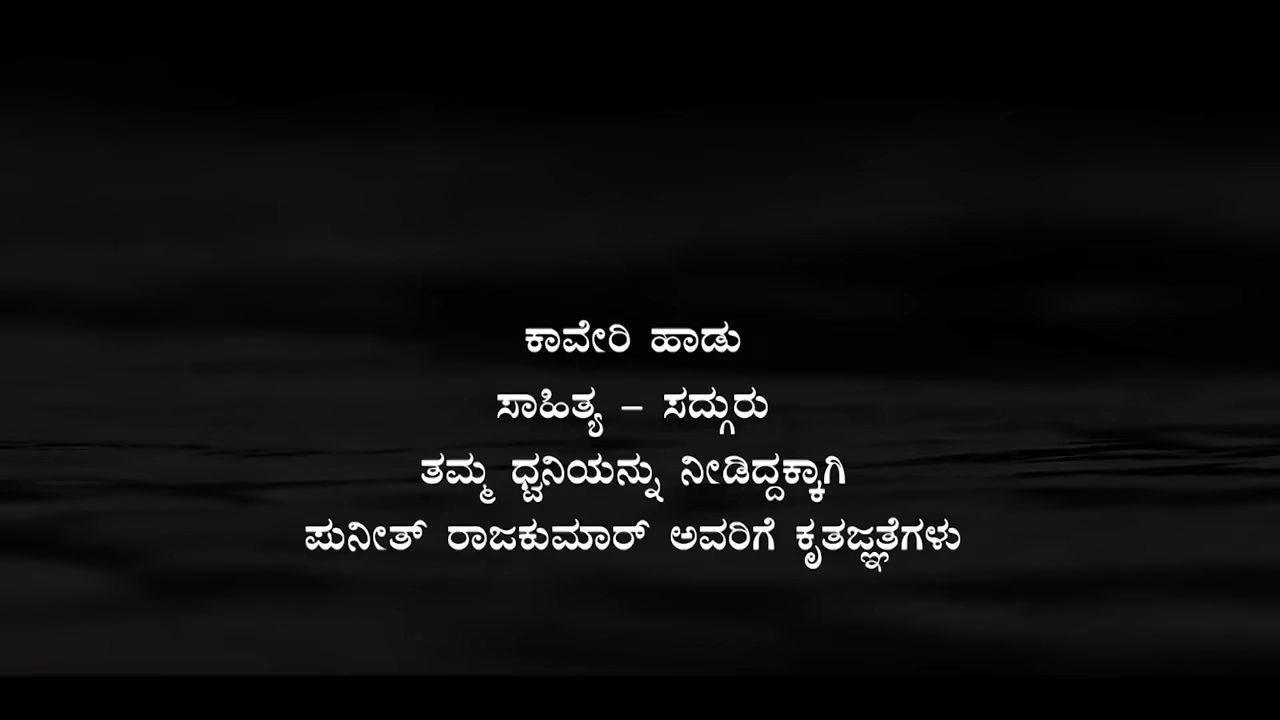 ಕಾವೇರಿ ಹಾಡು
ಸಾಹಿತ್ಯ – ಸದ್ಗುರು
ತಮ್ಮ ಧ್ವನಿಯನ್ನು ನೀಡಿದ್ದಕ್ಕಾಗಿ
ಪುನೀತ್ ರಾಜಕುಮಾರ್ ಅವರಿಗೆ ಕೃತಜ್ಞತೆಗಳು